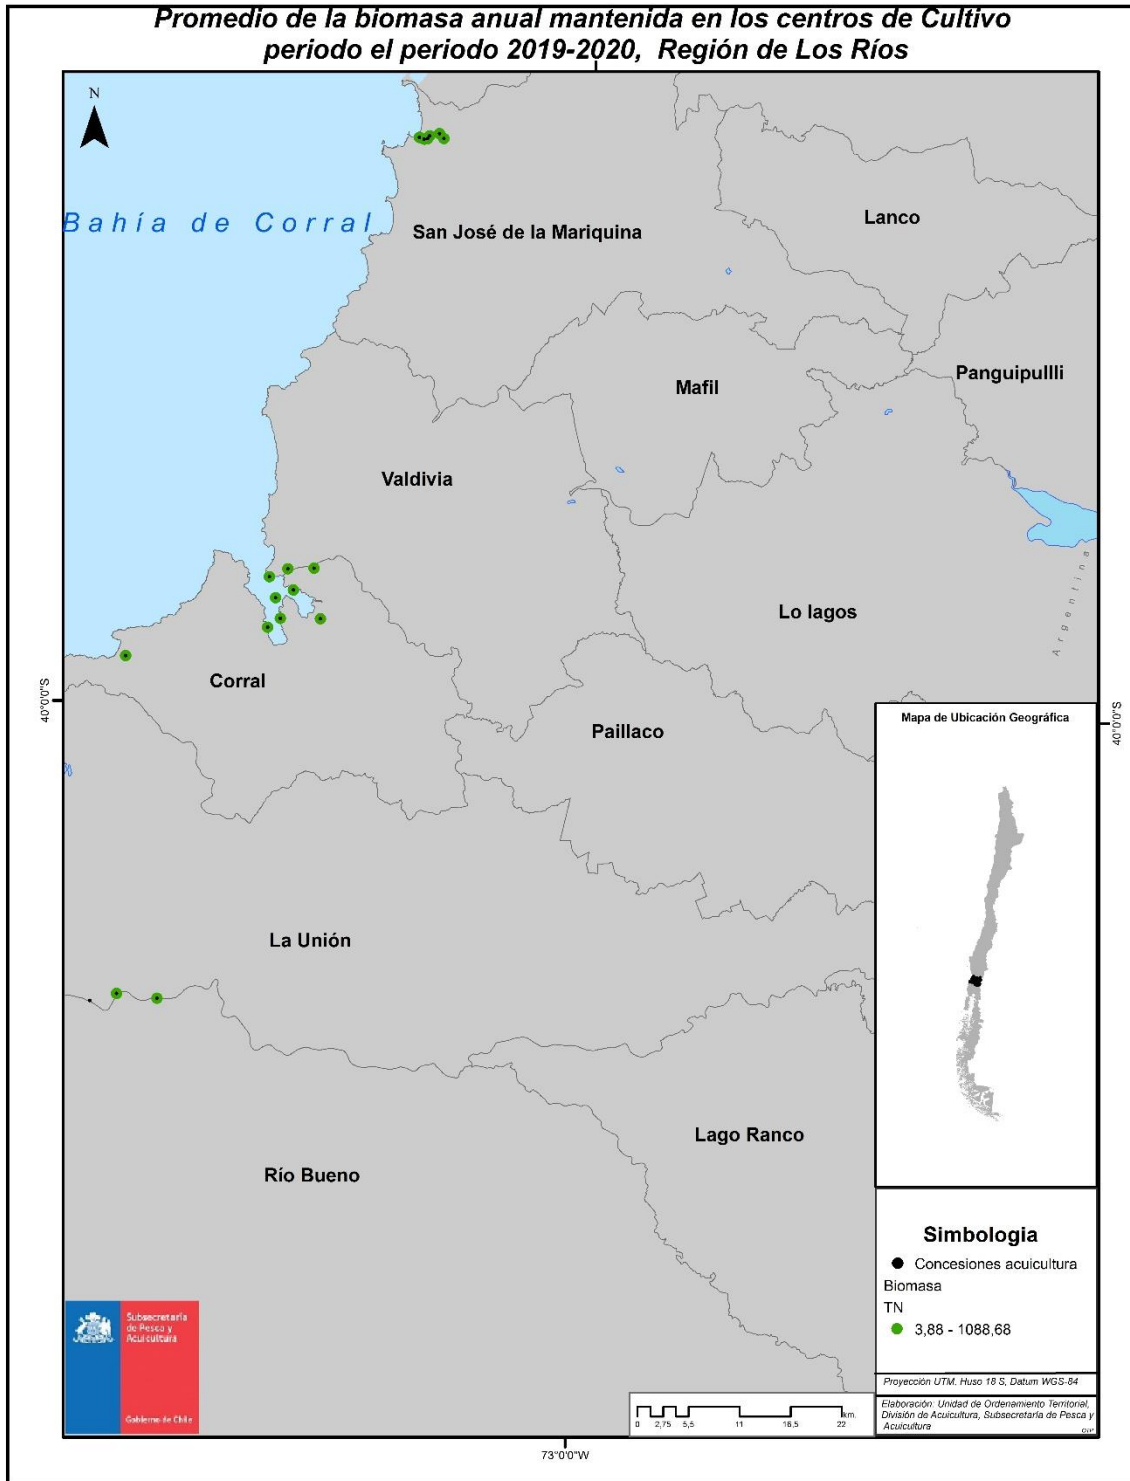 Promedio de la biomasa anual mantenida en los centros de Cultivo
periodo el periodo 2019-2020, Región de Los Ríos
N
Bahía de Corral
San José de la Mariquina
Lanco
Panguipullli
Mafil
Valdivia
Lo lagos
Argentina
Corral
Paillaco
40°0'0"S
40°0'0"S
La Unión
Lago Ranco
Río Bueno
Mapa de Ubicación Geográfica
Simbologia
Concesiones acuicultura
Biomasa
TN
3,88 - 1088,68
Proyección UTM. Huso 18 S, Datum WGS-84
Elaboración: Unidad de Ordenamiento Territorial,
División de Acuicultura, Subsecretaría de Pesca y
Acuicultura
Subsecretaría
de Pesca y
Acuicultura
Gobierno de Chile
km.
0 2,75 5,5 11 16,5 22
73°0'0"W